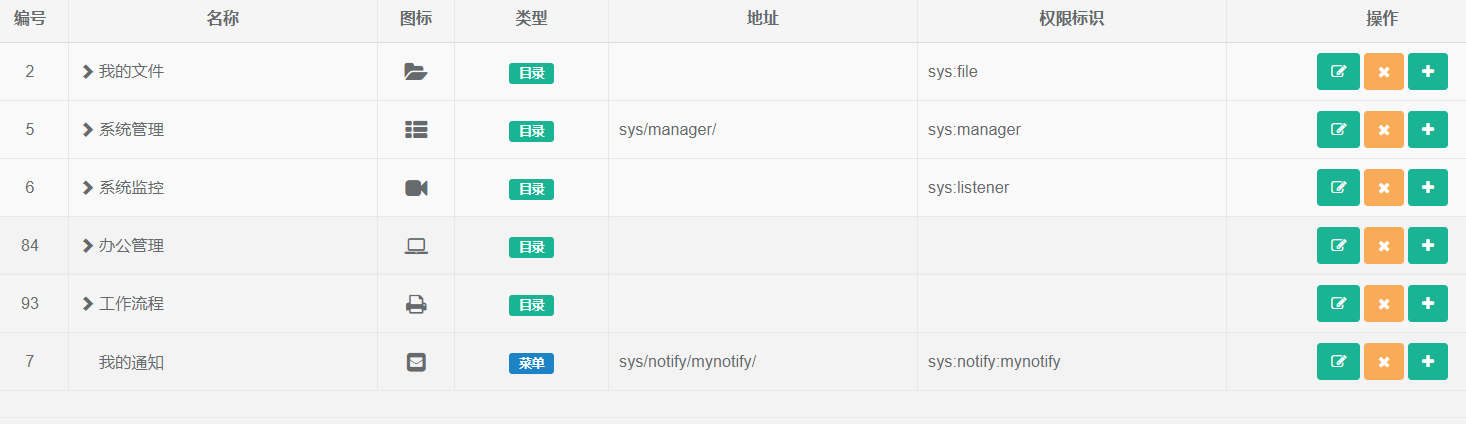 编号 名称 图标 类型 地址 权限标识 操作
2 我的文件 目录 sys:file
5 系统管理 目录 sys/manager/ sys:manager
6 系统监控 目录 sys:listener
84 办公管理 目录
93 工作流程 目录
7 我的通知 菜单 sys/notify/mynotify/ sys:notify:mynotify